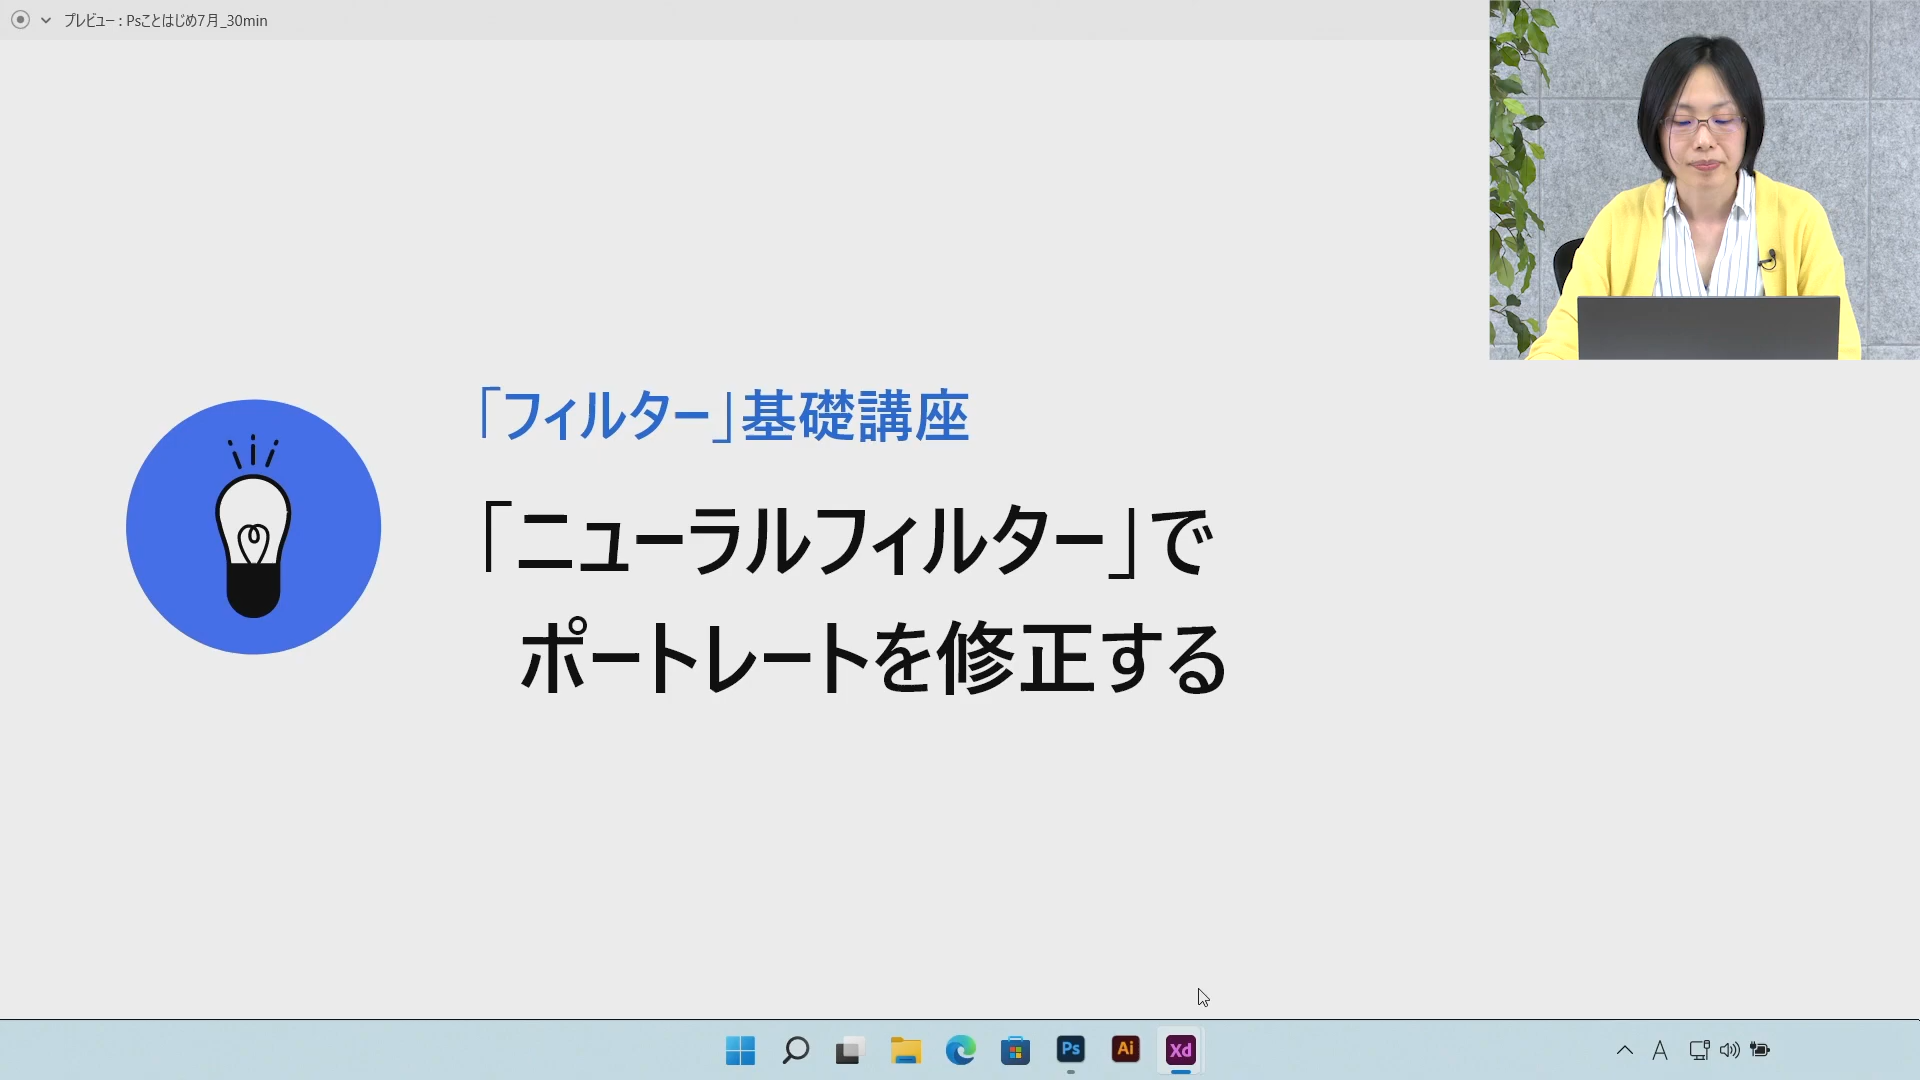 プレビュー : Psことはじめ7月_30min
「フィルター」基礎講座
「ニューラルフィルター」で
ポートレートを修正する
Ps
Ai
Xd
A